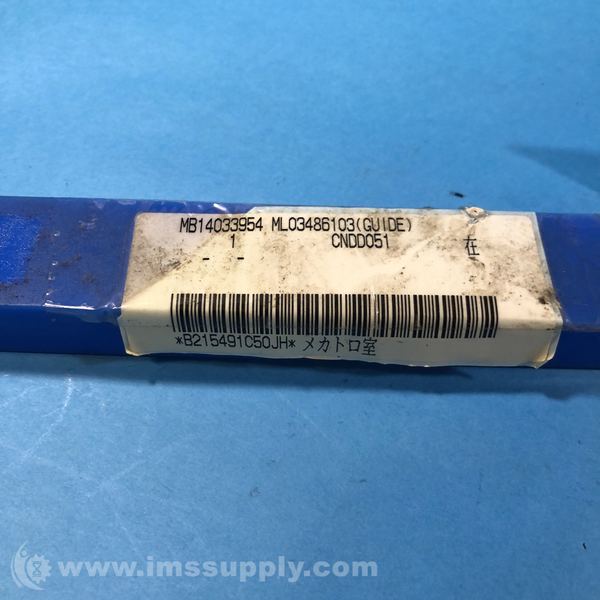 MB14033954 ML03486103(GUIDE)
1 CNDD051 在
- -
*B215491C50JH* メカトロ室
www.imssupply.com